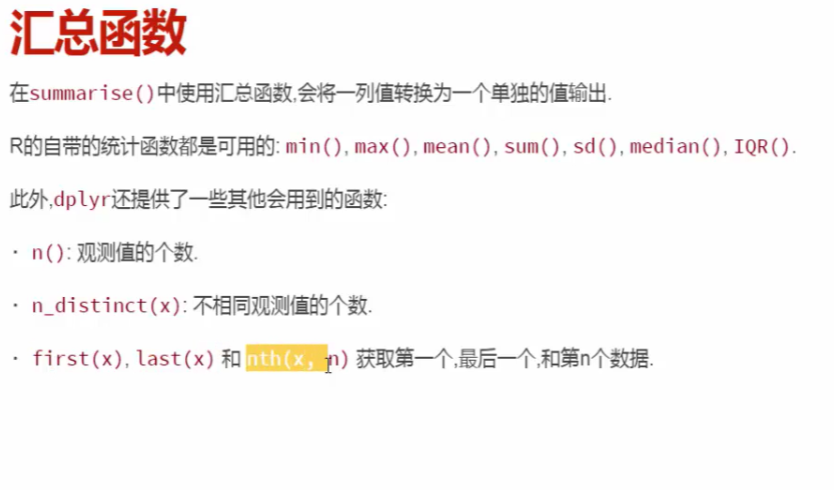 汇总函数
在summarise()中使用汇总函数,会将一列值转换为一个单独的值输出.
R的自带的统计函数都是可用的: min(), max(), mean(), sum(), sd(), median(), IQR().
此外,dplyr还提供了一些其他会用到的函数:
· n(): 观测值的个数.
· n_distinct(x): 不相同观测值的个数.
· first(x), last(x) 和 nth(x, n) 获取第一个,最后一个,和第n个数据.